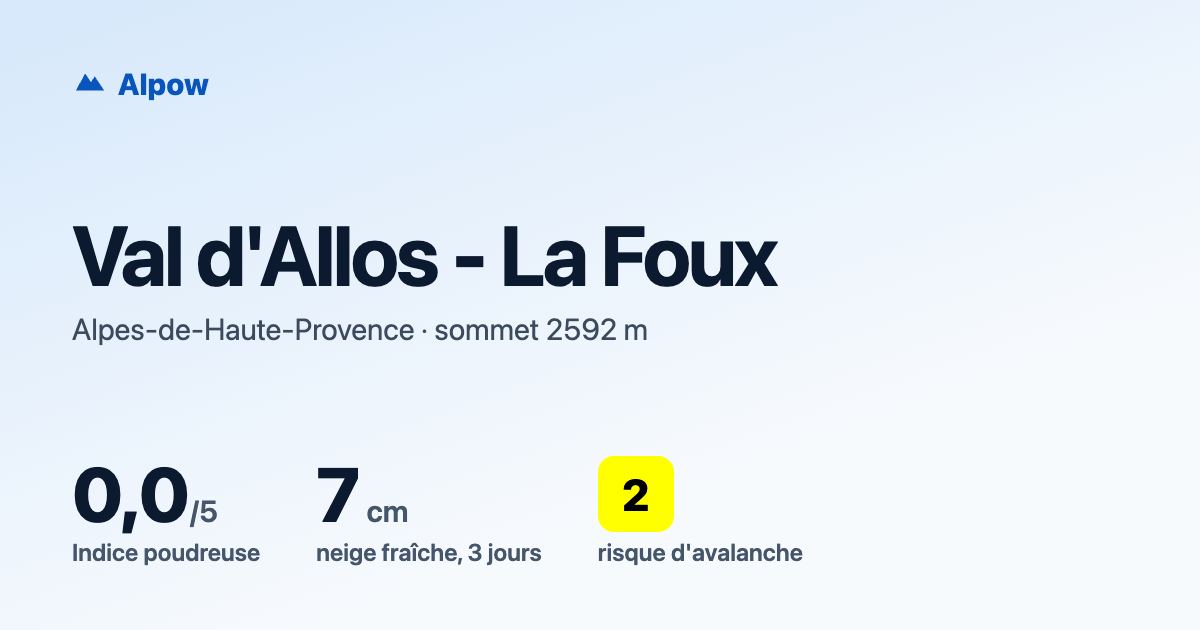 Alpow
Val d'Allos - La Foux
Alpes-de-Haute-Provence · sommet 2592 m
0,0/5
Indice poudreuse
7 cm
neige fraîche, 3 jours
2
risque d'avalanche